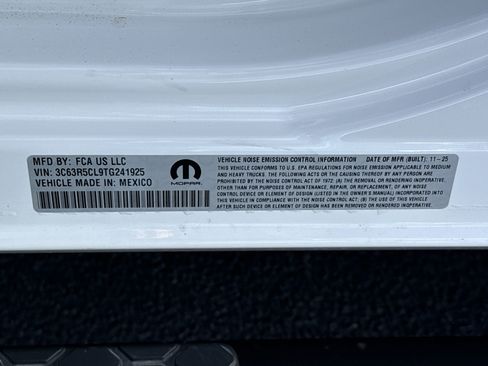 MFD BY: FCA US LLC
VIN: 3C63R5CL9TG241925
VEHICLE MADE IN: MEXICO
MOPAR
VEHICLE NOISE EMISSION CONTROL INFORMATION DATE OF MFR (BUILT): 11-25
THIS VEHICLE CONFORMS TO U.S. EPA REGULATIONS FOR NOISE EMISSION APPLICABLE TO MEDIUM
AND HEAVY TRUCKS. THE FOLLOWING ACTS OR THE CAUSING THEREOF BY ANY PERSON ARE
PROHIBITED BY THE NOISE CONTROL ACT OF 1972: (A) THE REMOVAL OR RENDERING INOPERATIVE,
OTHER THAN FOR PURPOSES OF MAINTENANCE, REPAIR, OR REPLACEMENT, OF ANY NOISE
CONTROL DEVICE OR ELEMENT OF DESIGN (LISTED IN THE OWNER'S MANUAL) INCORPORATED INTO
THIS VEHICLE IN COMPLIANCE WITH THE NOISE CONTROL ACT; (B) THE USE OF THIS VEHICLE
AFTER SUCH DEVICE OR ELEMENT OF DESIGN HAS BEEN REMOVED OR RENDERED INOPERATIVE.